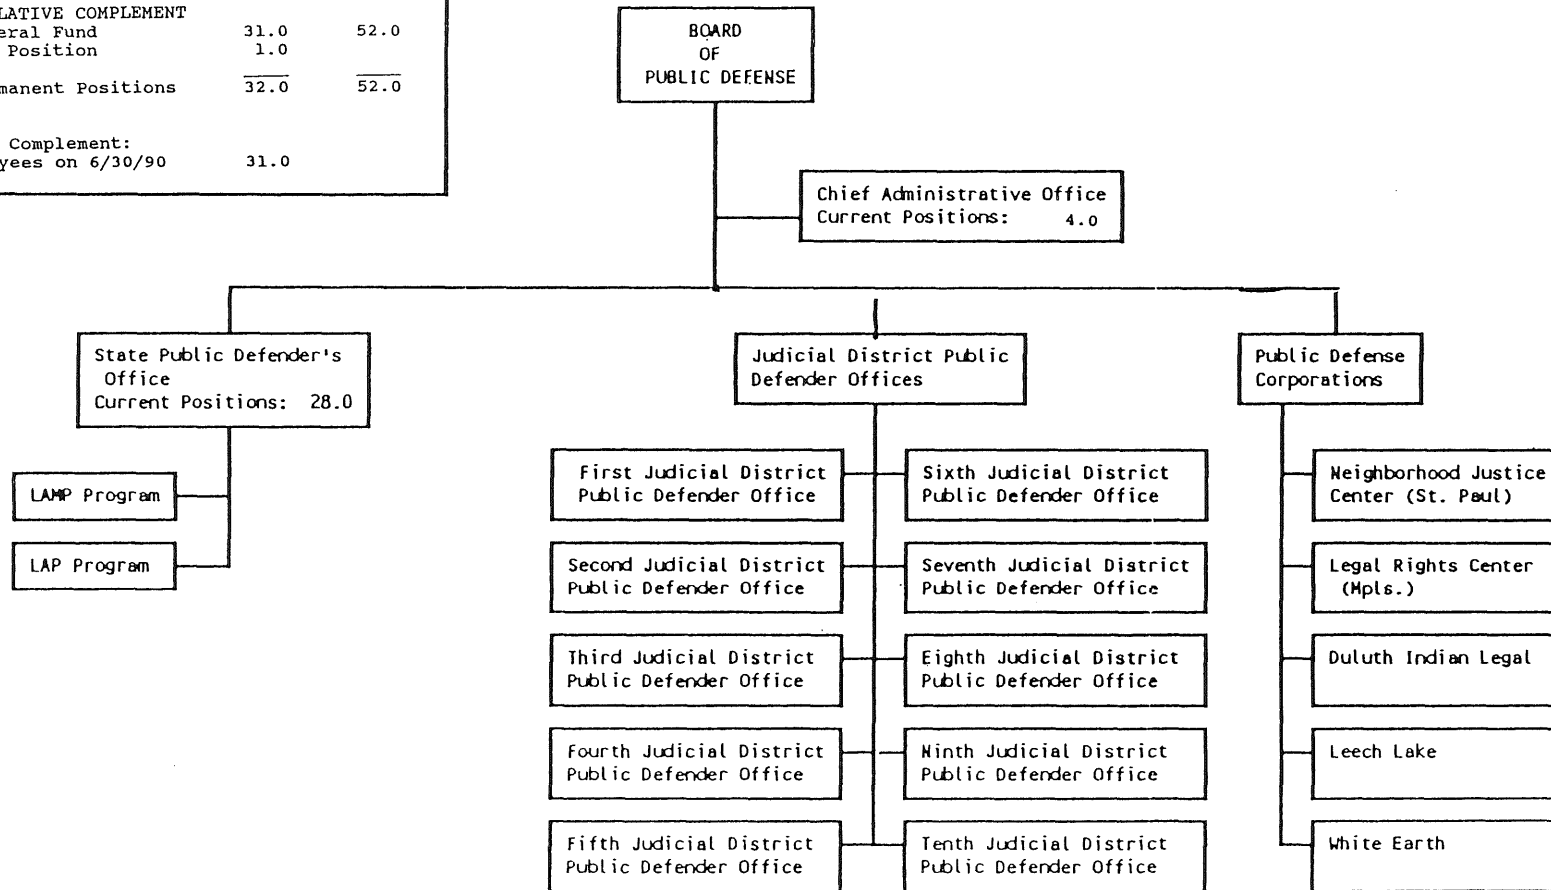 LATIVE COMPLEMENT
eral Fund 31.0 52.0
Position 1.0
manent Positions 32.0 52.0
Complement:
yees on 6/30/90 31.0
BOARD
OF
PUBLIC DEFENSE
Chief Administrative Office
Current Positions: 4.0
State Public Defender's
Office
Current Positions: 28.0
LAMP Program
LAP Program
Judicial District Public
Defender Offices
First Judicial District
Public Defender Office
Second Judicial District
Public Defender Office
Third Judicial District
Public Defender Office
Fourth Judicial District
Public Defender Office
Fifth Judicial District
Public Defender Office
Sixth Judicial District
Public Defender Office
Seventh Judicial District
Public Defender Office
Eighth Judicial District
Public Defender Office
Ninth Judicial District
Public Defender Office
Tenth Judicial District
Public Defender Office
Public Defense
Corporations
Neighborhood Justice
Center (St. Paul)
Legal Rights Center
(Mpls.)
Duluth Indian Legal
Leech Lake
White Earth